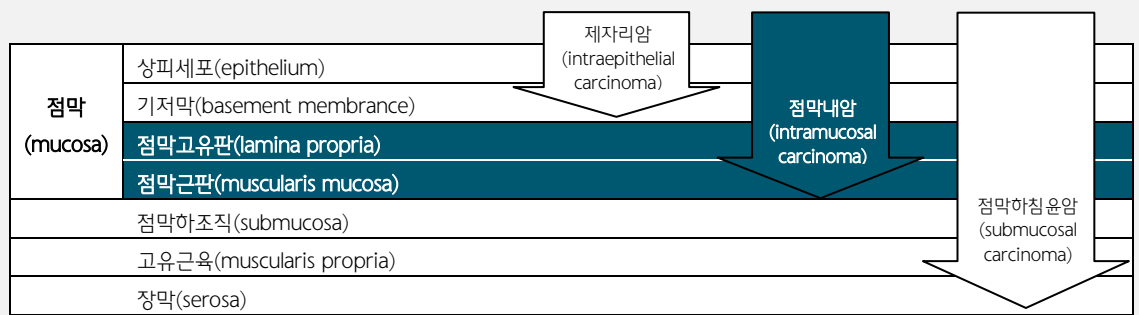 제자리암
(intraepithelial
carcinoma)
점막내암
(intramucosal
carcinoma)
점막하침윤암
(submucosal
carcinoma)
점막
(mucosa)
상피세포(epithelium)
기저막(basement membrance)
점막고유판(lamina propria)
점막근판(muscularis mucosa)
점막하조직(submucosa)
고유근육(muscularis propria)
장막(serosa)